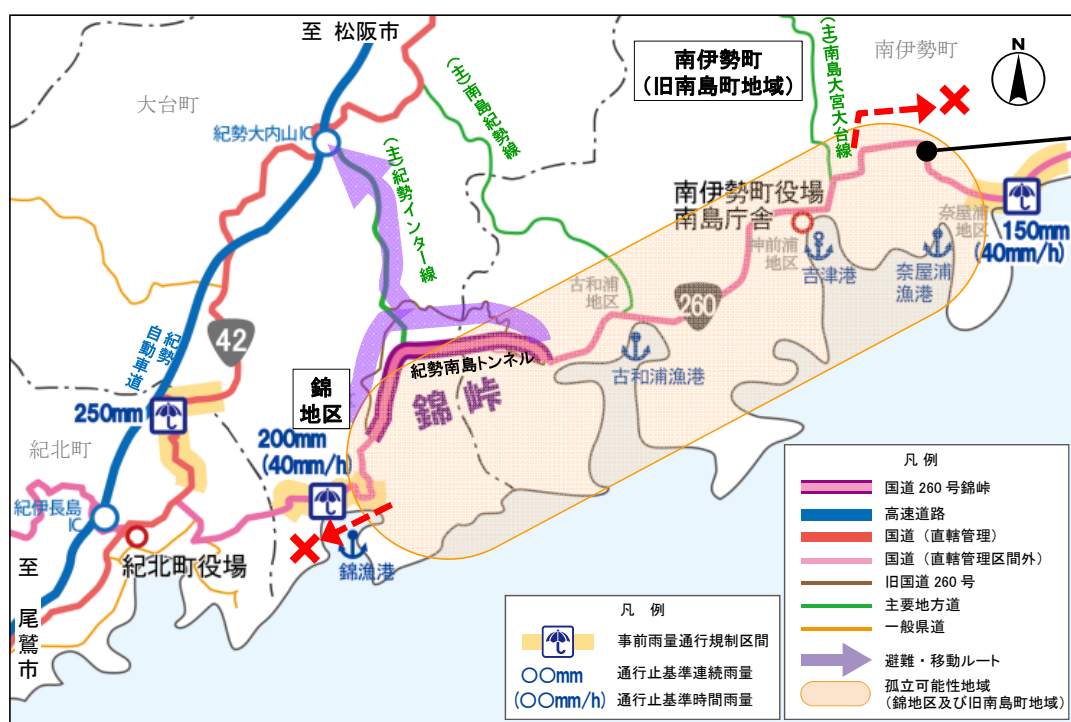 至 松阪市
南伊勢町
(旧南島町地域)
南伊勢町
N
大台町
紀勢大内山IC
(主)南島紀勢線
(主)紀勢インター線
(主)南島大宮大台線
南伊勢町役場
南島庁舎
神前浦
地区
吉津港
奈屋浦
地区
奈屋浦
漁港
150mm
(40mm/h)
古和浦
地区
260
古和浦漁港
42
紀勢
自動車道
紀勢南島トンネル
錦峠
錦
地区
250mm
200mm
(40mm/h)
紀北町
紀伊長島
IC
紀北町役場
錦漁港
至 尾鷲市
凡 例
事前雨量通行規制区間
○○mm 通行止基準連続雨量
(○○mm/h) 通行止基準時間雨量
凡 例
国道260号錦峠
高速道路
国道(直轄管理)
国道(直轄管理区間外)
旧国道260号
主要地方道
一般県道
避難・移動ルート
孤立可能性地域
(錦地区及び旧南島町地域)